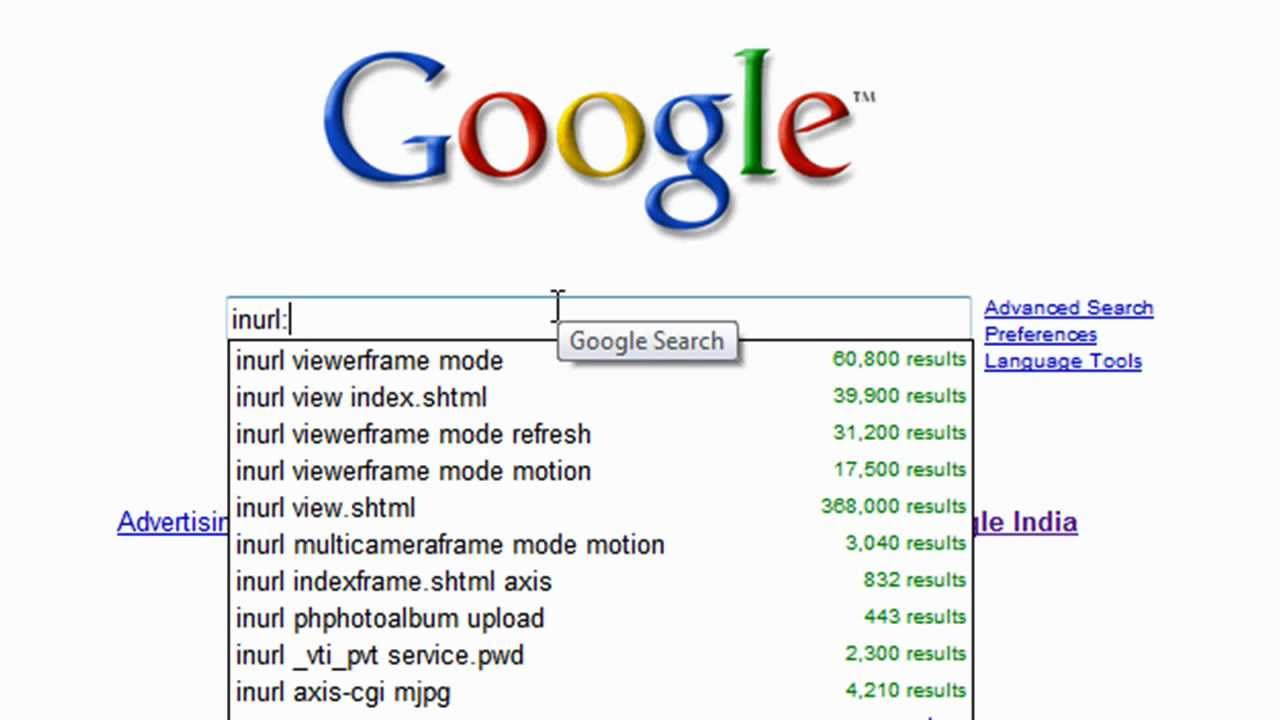 Google™
inurl:
Advanced Search
Google Search
Preferences
Language Tools
inurl viewerframe mode 60,800 results
inurl view index.shtml 39,900 results
inurl viewerframe mode refresh 31,200 results
inurl viewerframe mode motion 17,500 results
inurl view.shtml 368,000 results
Advertisin gle India
inurl multicameraframe mode motion 3,040 results
inurl indexframe.shtml axis 832 results
inurl phphotoalbum upload 443 results
inurl _vti_pvt service.pwd 2,300 results
inurl axis-cgi mjpg 4,210 results